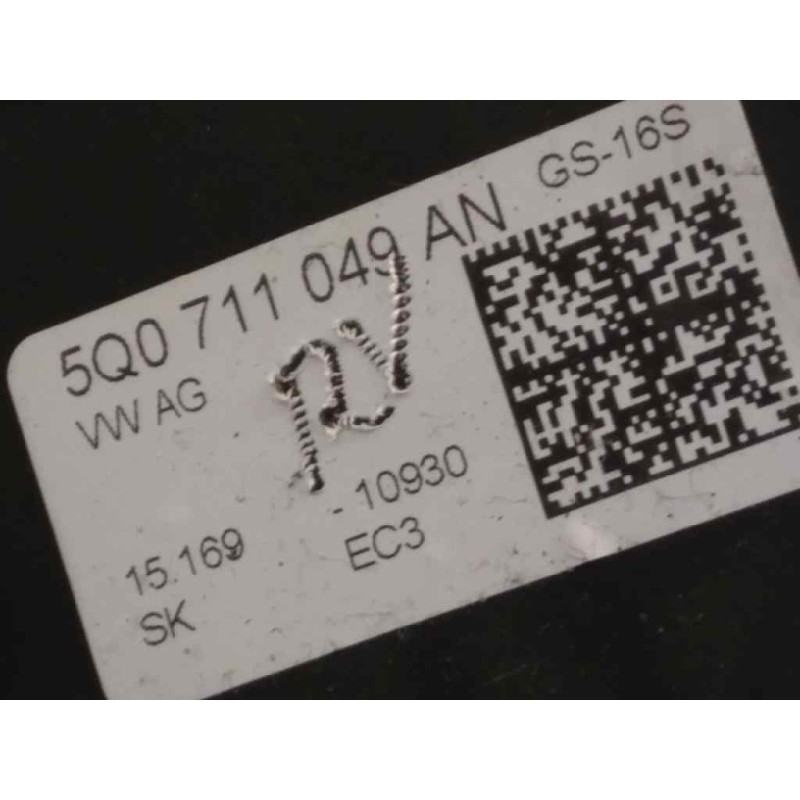 GS-16S
5Q0 711 049 AN
VW AG
15.169 - 10930
SK EC3